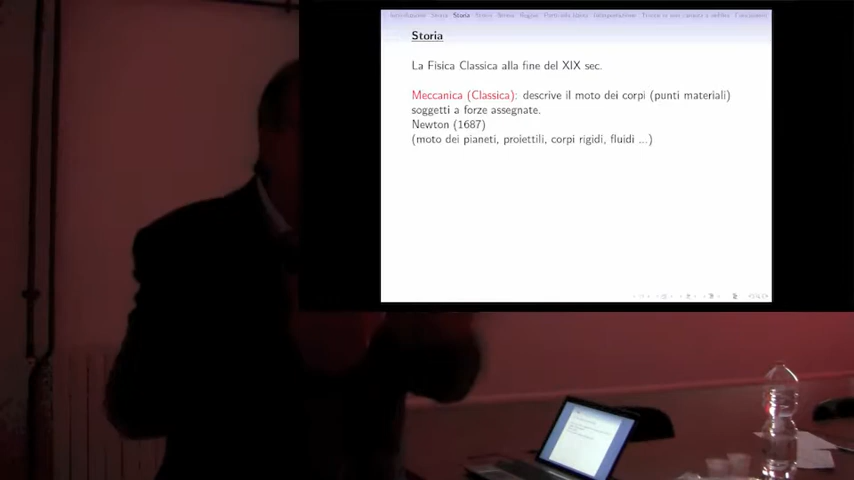 Storia
Storia
La Fisica Classica alla fine del XIX sec.
Meccanica (Classica): descrive il moto dei corpi (punti materiali)
soggetti a forze assegnate.
Newton (1687)
(moto dei pianeti, proiettili, corpi rigidi, fluidi ...)